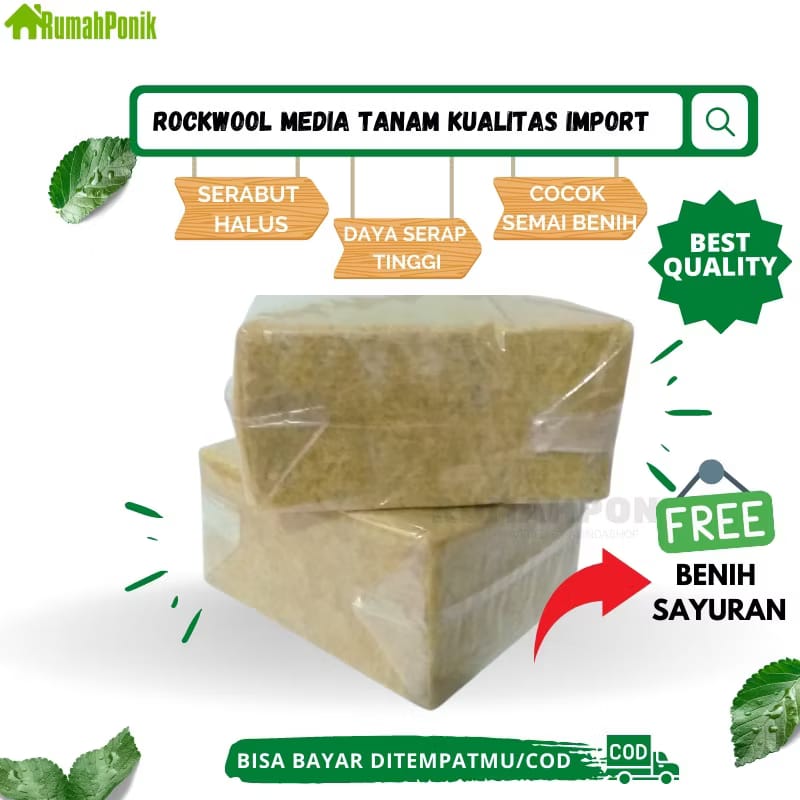 RumahPonik
ROCKWOOL MEDIA TANAM KUALITAS IMPORT
SERABUT
HALUS
DAYA SERAP
TINGGI
COCOK
SEMAI BENIH
BEST
QUALITY
FREE
BENIH
SAYURAN
BISA BAYAR DITEMPATMU/COD
COD